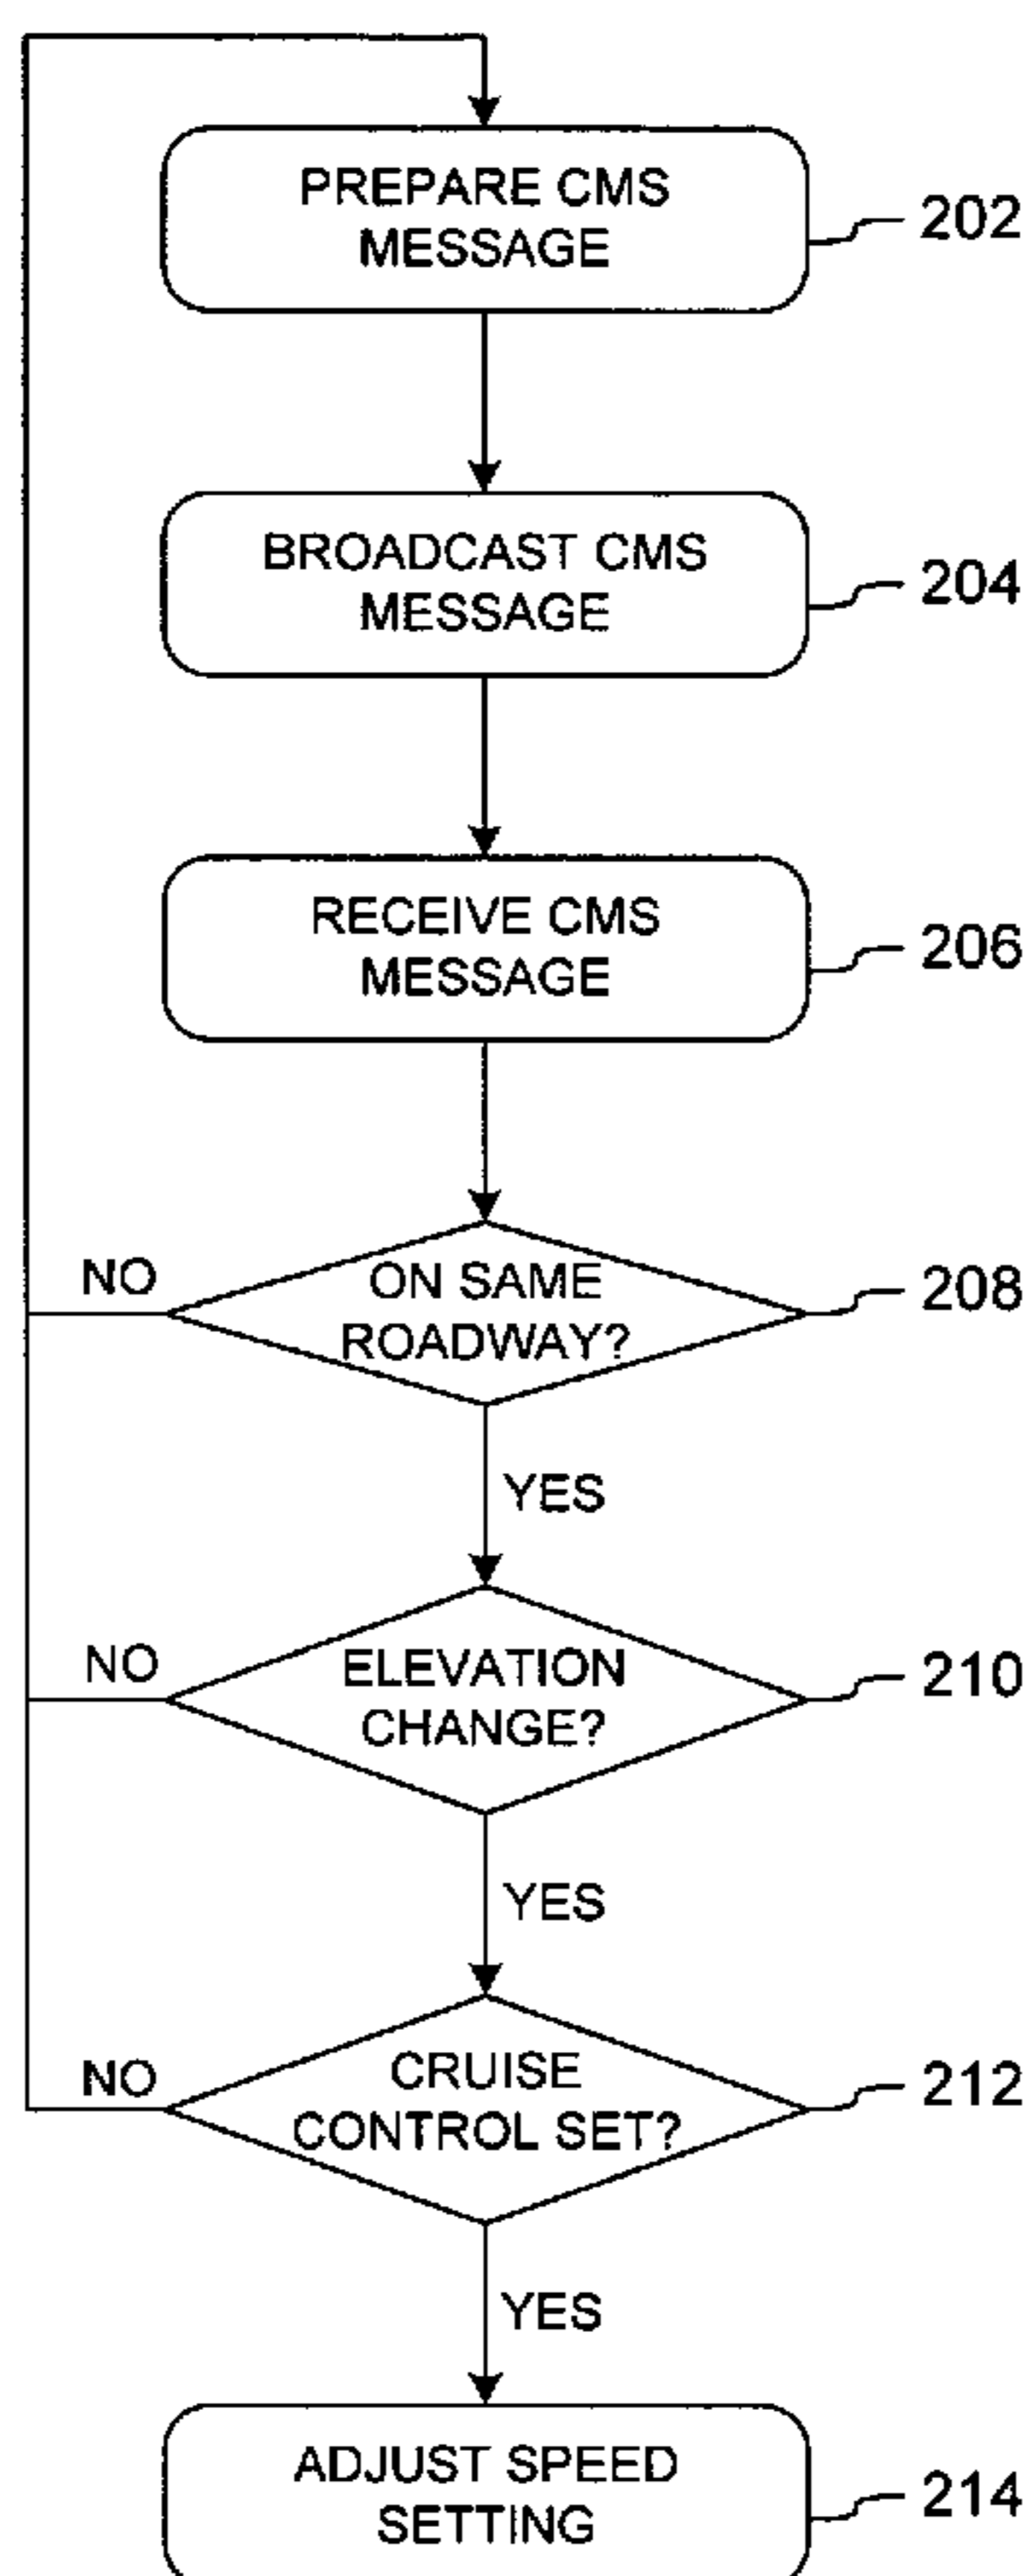 PREPARE CMS
MESSAGE
202
BROADCAST CMS
MESSAGE
204
RECEIVE CMS
MESSAGE
206
NO
ON SAME
ROADWAY?
208
YES
NO
ELEVATION
CHANGE?
210
YES
NO
CRUISE
CONTROL SET?
212
YES
ADJUST SPEED
SETTING
214